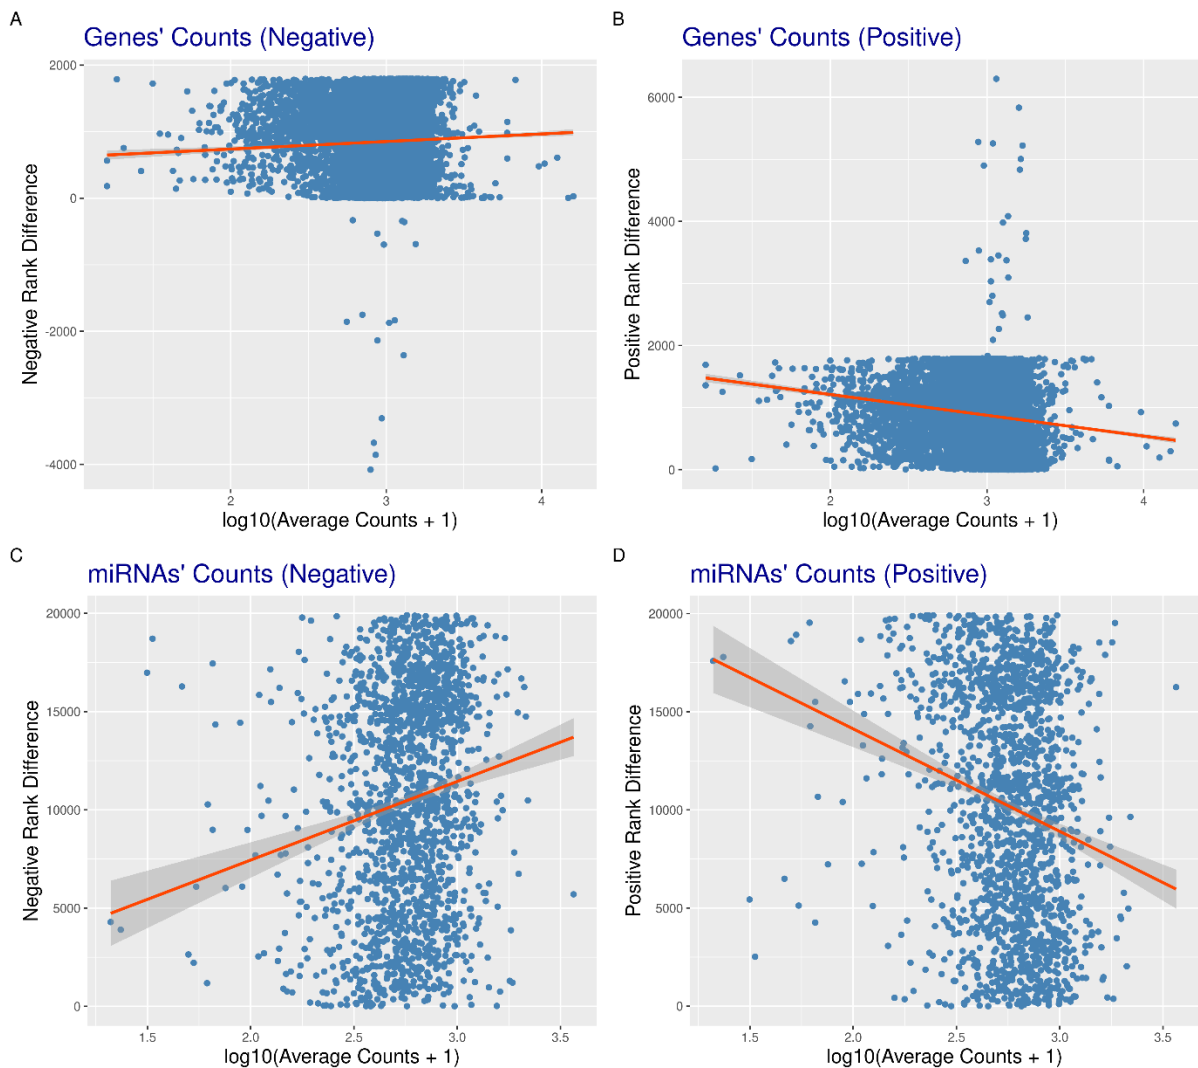 A
Genes' Counts (Negative)
2000
0
-2000
-4000
Negative Rank Difference
2
3
4
log10(Average Counts + 1)
B
Genes' Counts (Positive)
6000
4000
2000
0
Positive Rank Difference
2
3
4
log10(Average Counts + 1)
C
miRNAs' Counts (Negative)
20000
15000
10000
5000
0
Negative Rank Difference
1.5
2.0
2.5
3.0
3.5
log10(Average Counts + 1)
D
miRNAs' Counts (Positive)
20000
15000
10000
5000
0
Positive Rank Difference
1.5
2.0
2.5
3.0
3.5
log10(Average Counts + 1)